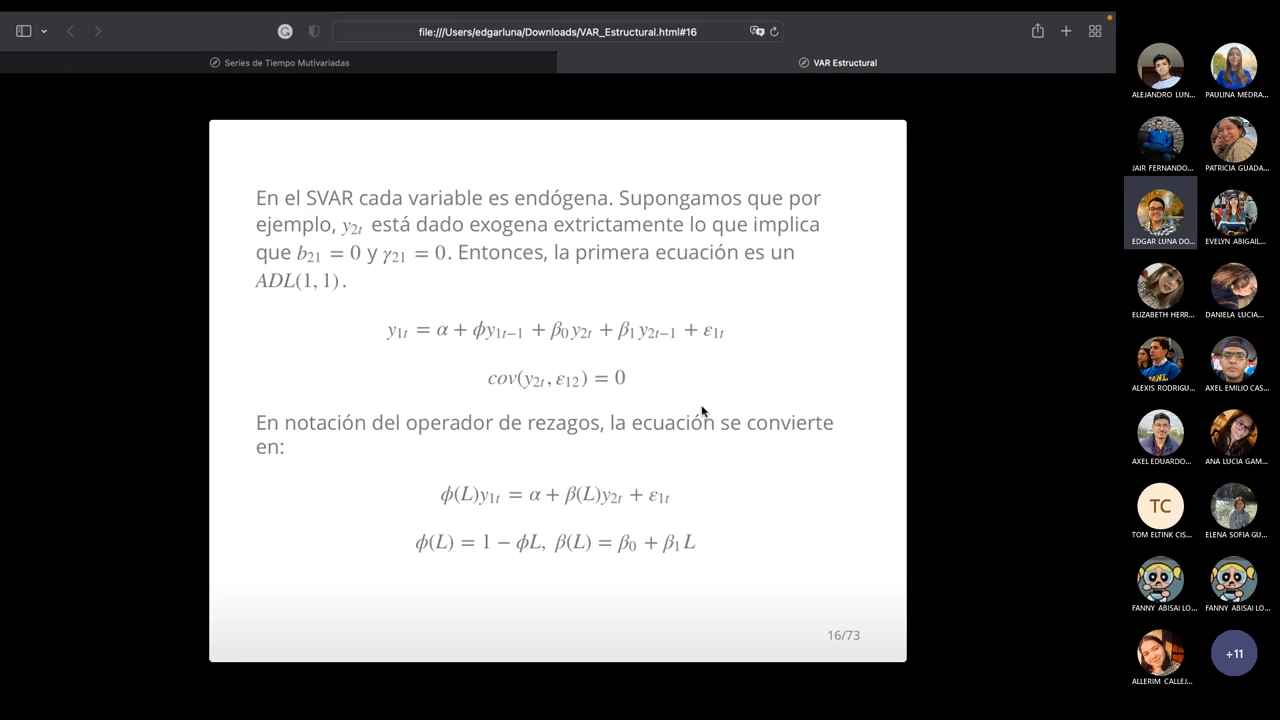 file:///Users/edgarluna/Downloads/VAR_Estructural.html#16
Series de Tiempo Mutivariadas
VAR Estructural
En el SVAR cada variable es endógena. Supongamos que por
ejemplo, y₂ₜ está dado exogena extrictamente lo que implica
que b₂₁ = 0 y γ₂₁ = 0. Entonces, la primera ecuación es un
ADL(1, 1).
y₁ₜ = α + ϕy₁ₜ₋₁ + β₀y₂ₜ + β₁y₂ₜ₋₁ + ε₁ₜ
cov(y₂ₜ, ε₁₂) = 0
En notación del operador de rezagos, la ecuación se convierte
en:
ϕ(L)y₁ₜ = α + β(L)y₂ₜ + ε₁ₜ
ϕ(L) = 1 − ϕL, β(L) = β₀ + β₁L
16/73
ALEJANDRO LUN...
PAULINA MEDRA...
JAIR FERNANDO...
PATRICIA GUADA...
EDGAR LUNA DO...
EVELYN ABIGAIL...
ELIZABETH HERR...
DANIELA LUCIA...
ALEXIS RODRIGU...
AXEL EMILIO CAS...
AXEL EDUARDO...
ANA LUCIA GAM...
TC
TOM ELTINK CIS...
ELENA SOFIA GU...
FANNY ABISAI LO...
FANNY ABISAI LO...
ALLERIM CALLEJ...
+11